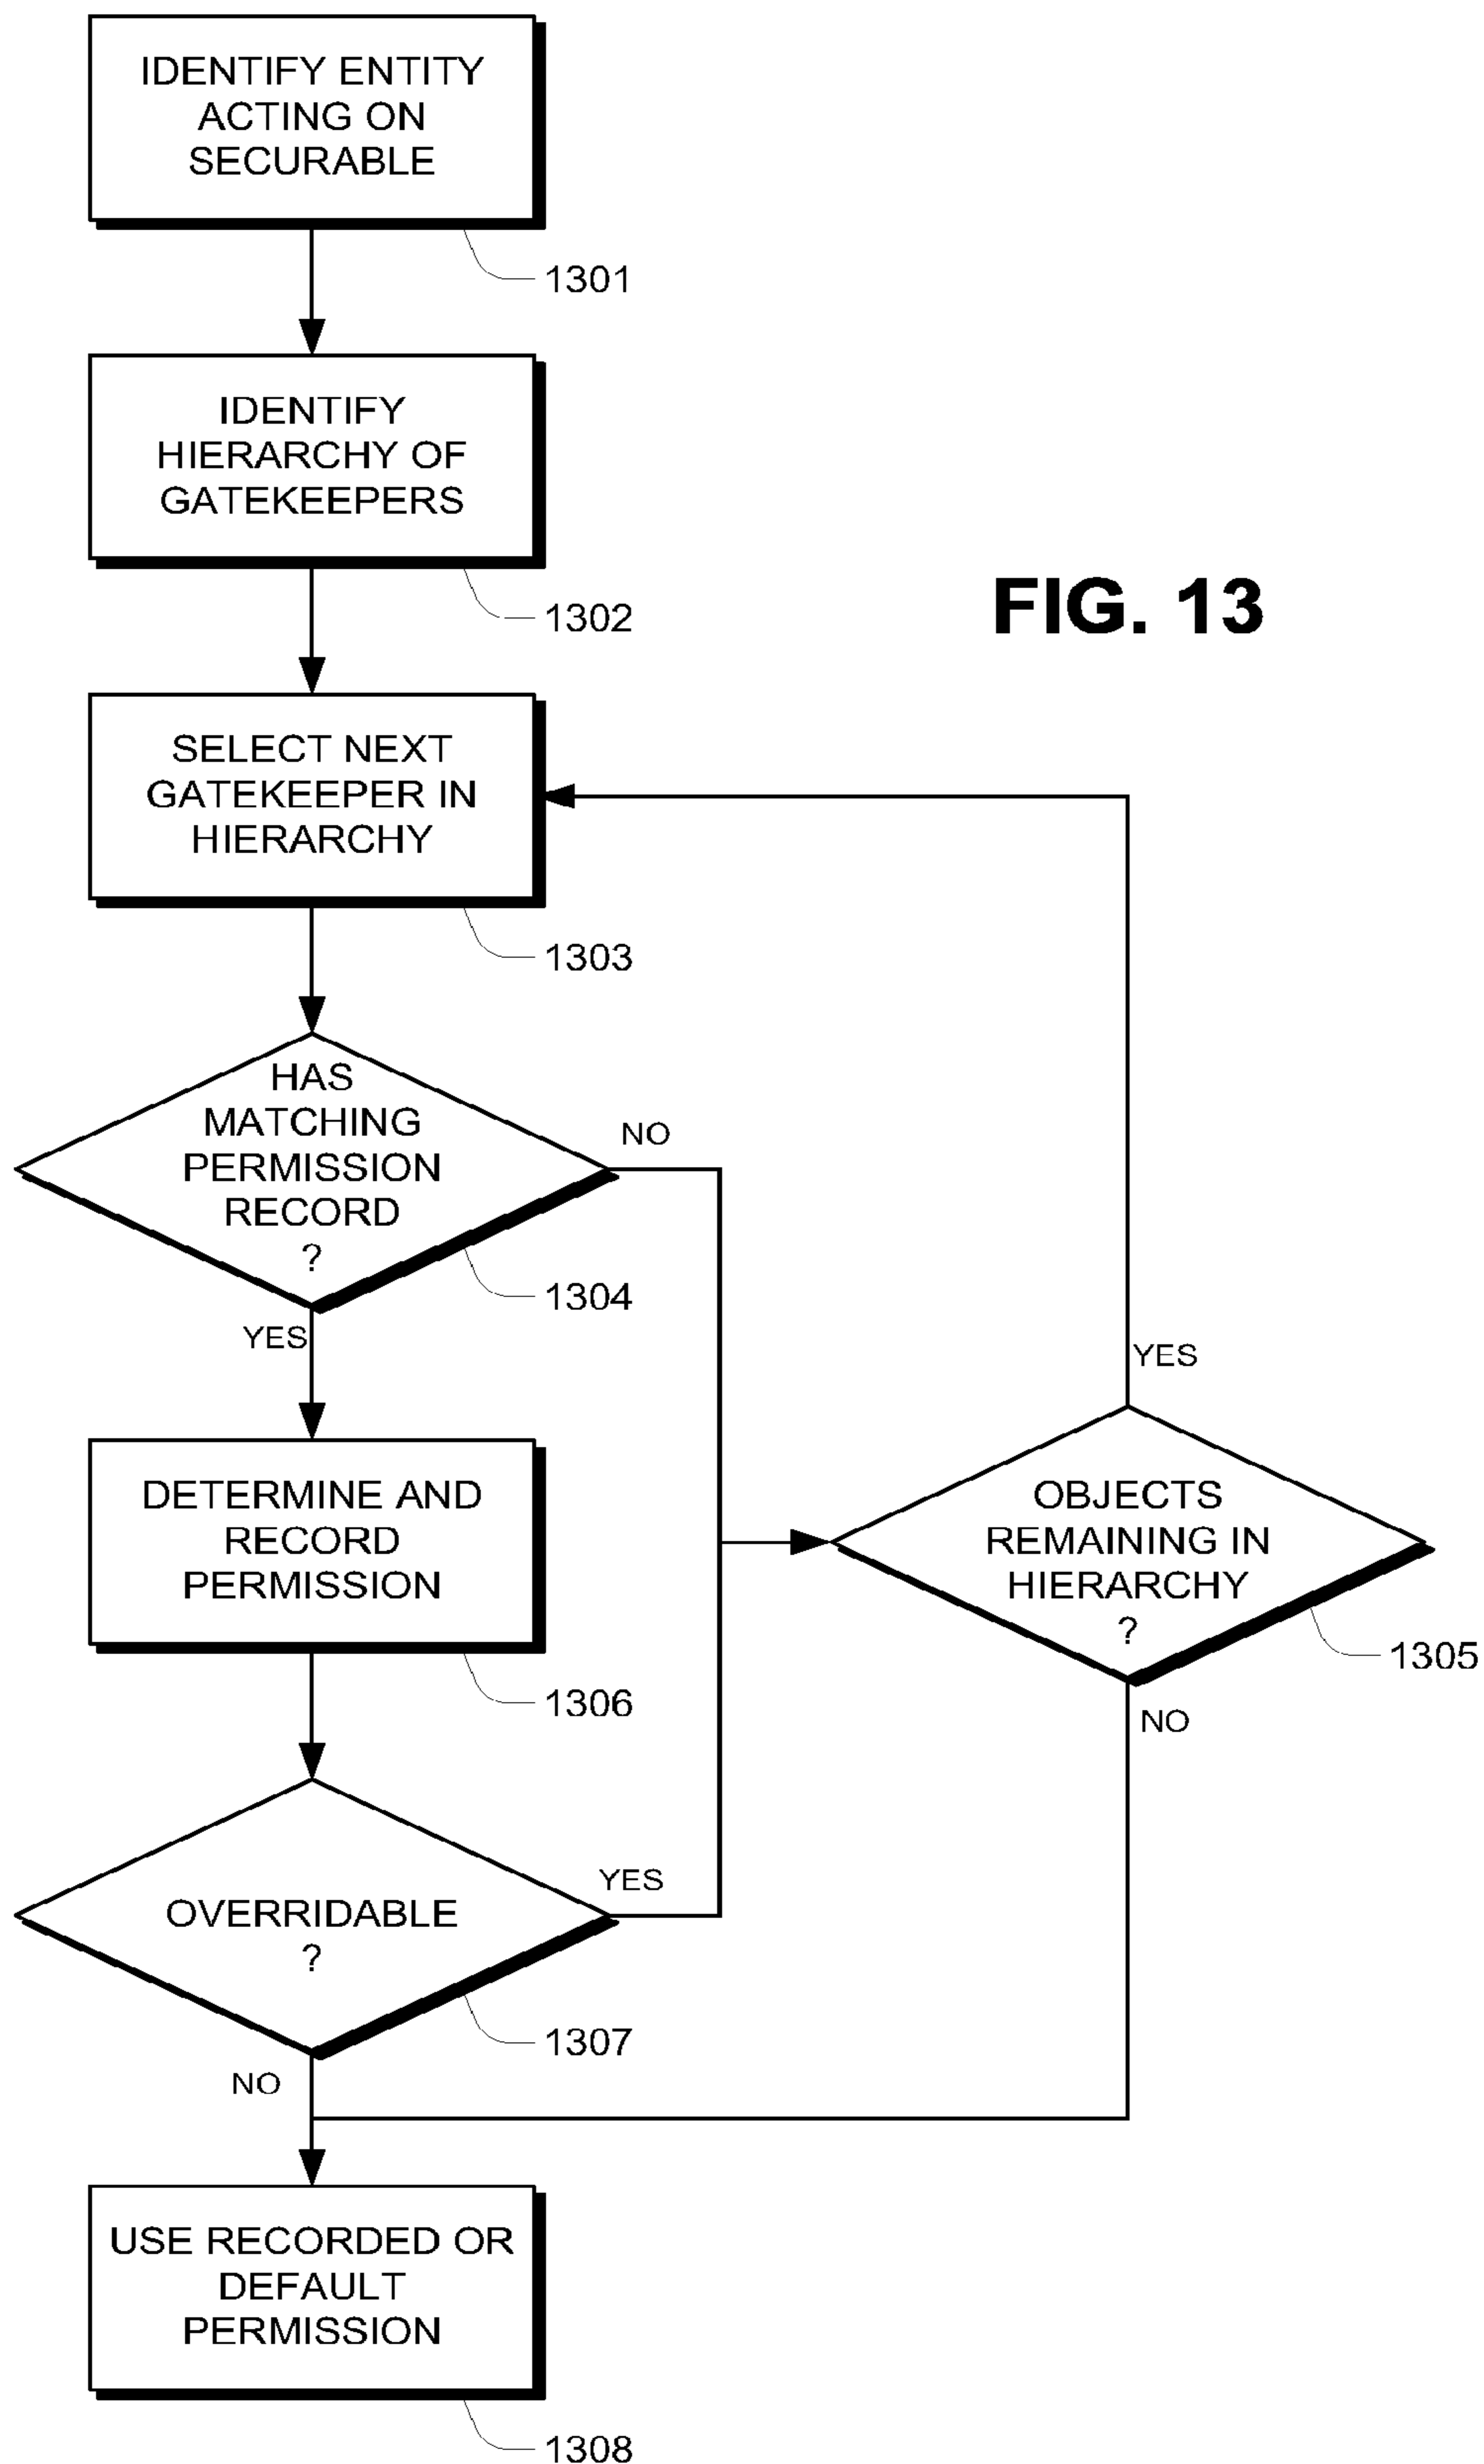 IDENTIFY ENTITY
ACTING ON
SECURABLE
1301
IDENTIFY
HIERARCHY OF
GATEKEEPERS
1302
FIG. 13
SELECT NEXT
GATEKEEPER IN
HIERARCHY
1303
HAS
MATCHING
PERMISSION
RECORD
?
NO
1304
YES
YES
DETERMINE AND
RECORD
PERMISSION
1306
OBJECTS
REMAINING IN
HIERARCHY
?
1305
NO
OVERRIDABLE
?
YES
1307
NO
USE RECORDED OR
DEFAULT
PERMISSION
1308